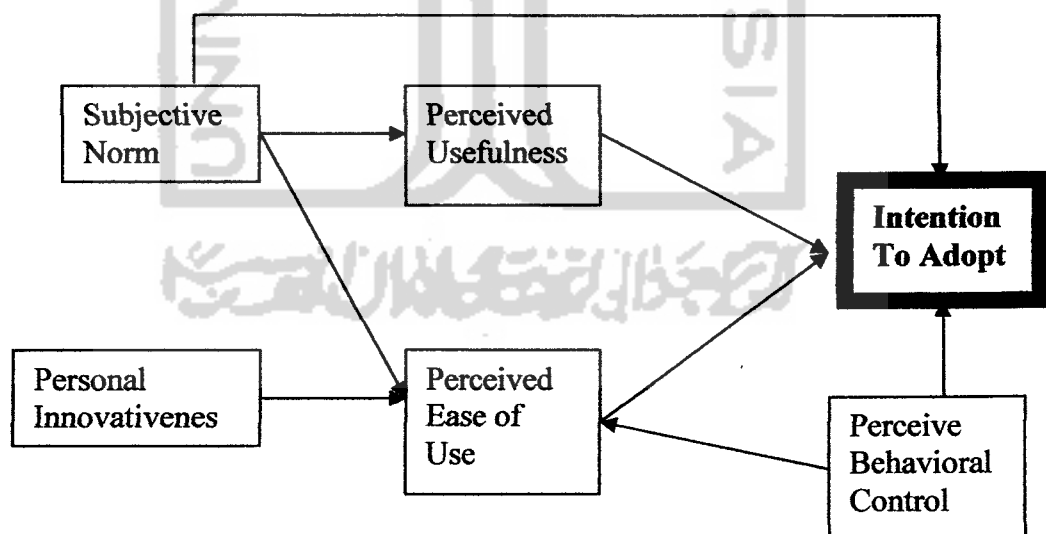 Subjective
Norm
Perceived
Usefulness
Intention
To Adopt
Personal
Innovativenes
Perceived
Ease of
Use
Perceive
Behavioral
Control